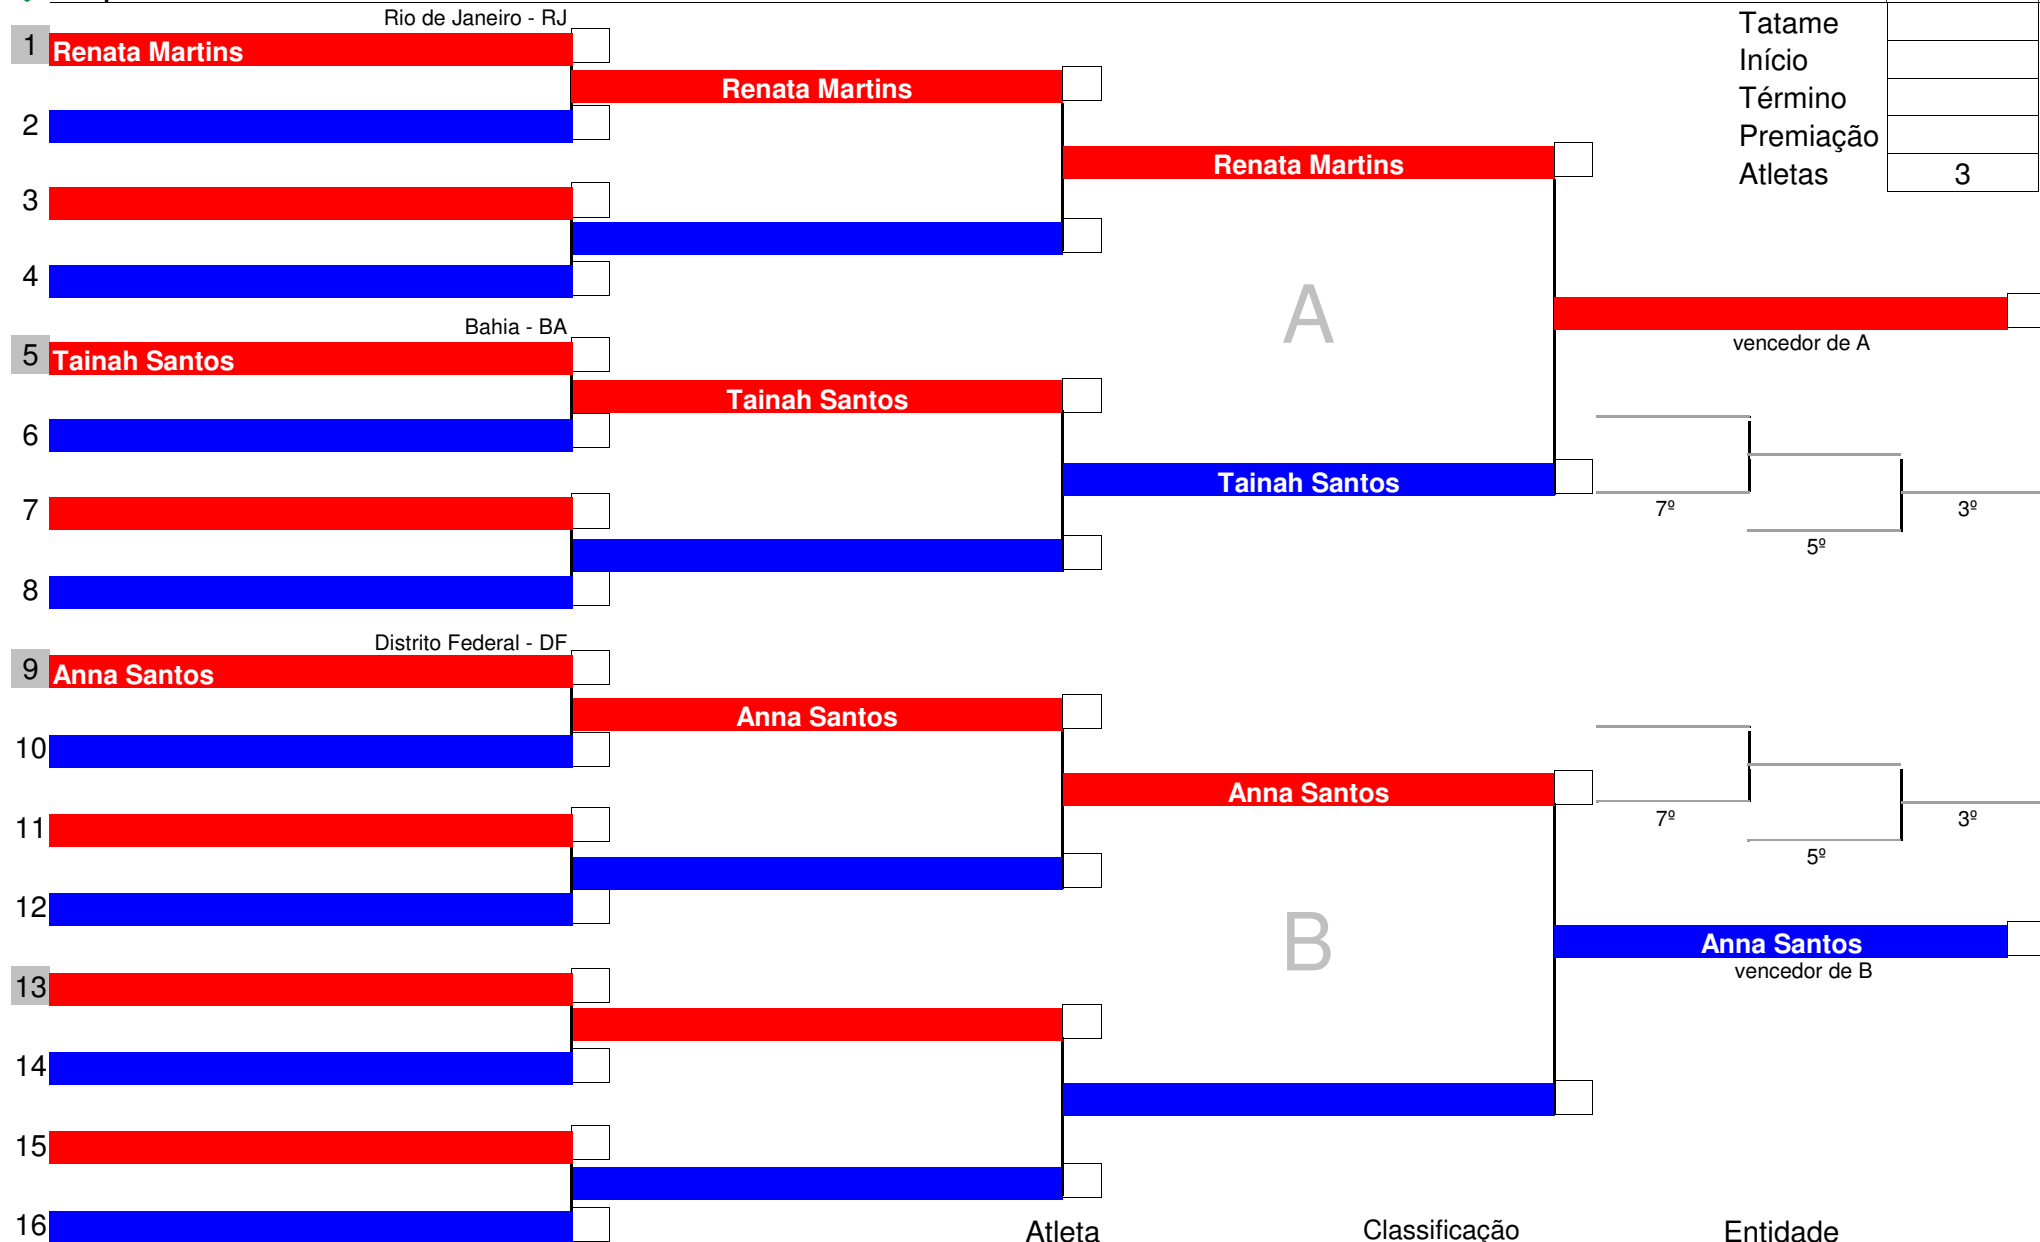 Rio de Janeiro - RJ
Tatame
1 Renata Martins
Início
Renata Martins
Término
2
Premiação
Renata Martins
Atletas 3
3
4
A
Bahia - BA
vencedor de A
5 Tainah Santos
Tainah Santos
6
Tainah Santos
7
7º 3º
5º
8
Distrito Federal - DF
9 Anna Santos
Anna Santos
10
Anna Santos
11
7º 3º
5º
12
B
Anna Santos
vencedor de B
13
14
15
16
Atleta Classificação Entidade